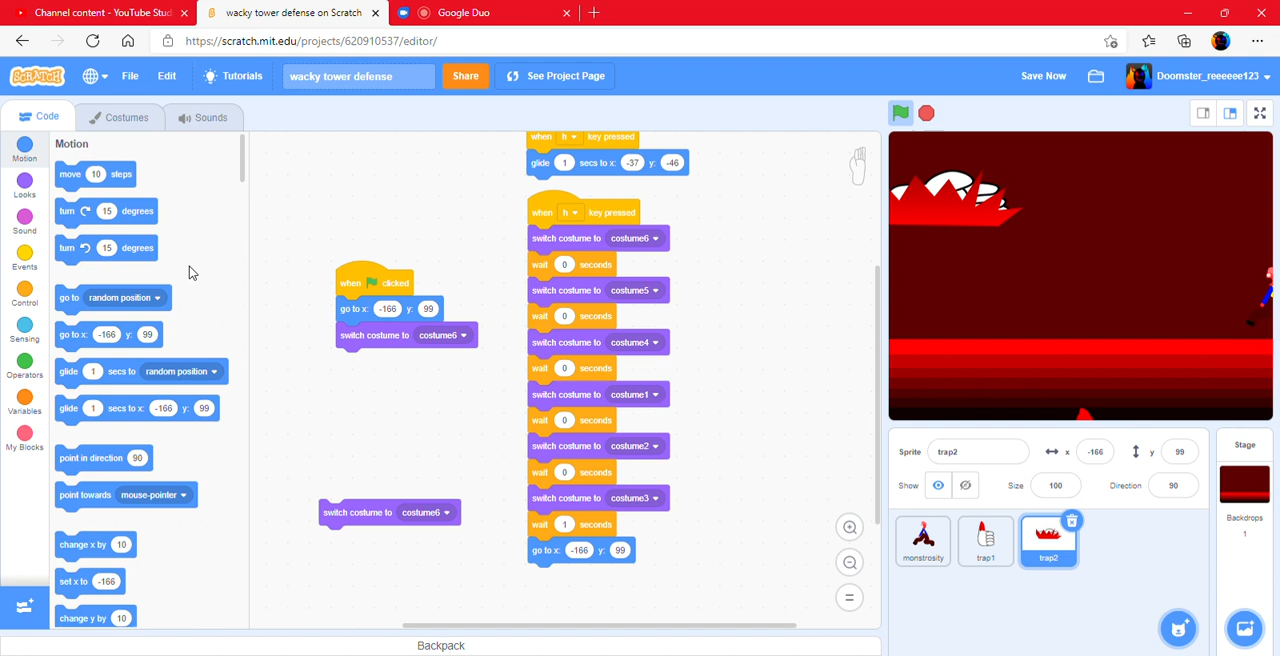 Channel content - YouTube Stud
wacky tower defense on Scratch
Google Duo
https://scratch.mit.edu/projects/620910537/editor/
SCRATCH
File
Edit
Tutorials
wacky tower defense
Share
See Project Page
Save Now
Doomster_reeeeee123
Code
Costumes
Sounds
Motion
Looks
Sound
Events
Control
Sensing
Operators
Variables
My Blocks
Motion
move 10 steps
turn 15 degrees
turn 15 degrees
go to random position
go to x: -166 y: 99
glide 1 secs to random position
glide 1 secs to x: -166 y: 99
point in direction 90
point towards mouse-pointer
change x by 10
set x to -166
change y by 10
when clicked
go to x: -166 y: 99
switch costume to costume6
switch costume to costume6
when h key pressed
glide 1 secs to x: -37 y: -46
when h key pressed
switch costume to costume6
wait 0 seconds
switch costume to costume5
wait 0 seconds
switch costume to costume4
wait 0 seconds
switch costume to costume1
wait 0 seconds
switch costume to costume2
wait 0 seconds
switch costume to costume3
wait 1 seconds
go to x: -166 y: 99
Backpack
Sprite trap2 x -166 y 99
Show Size 100 Direction 90
monstrosity
trap1
trap2
Stage
Backdrops
1